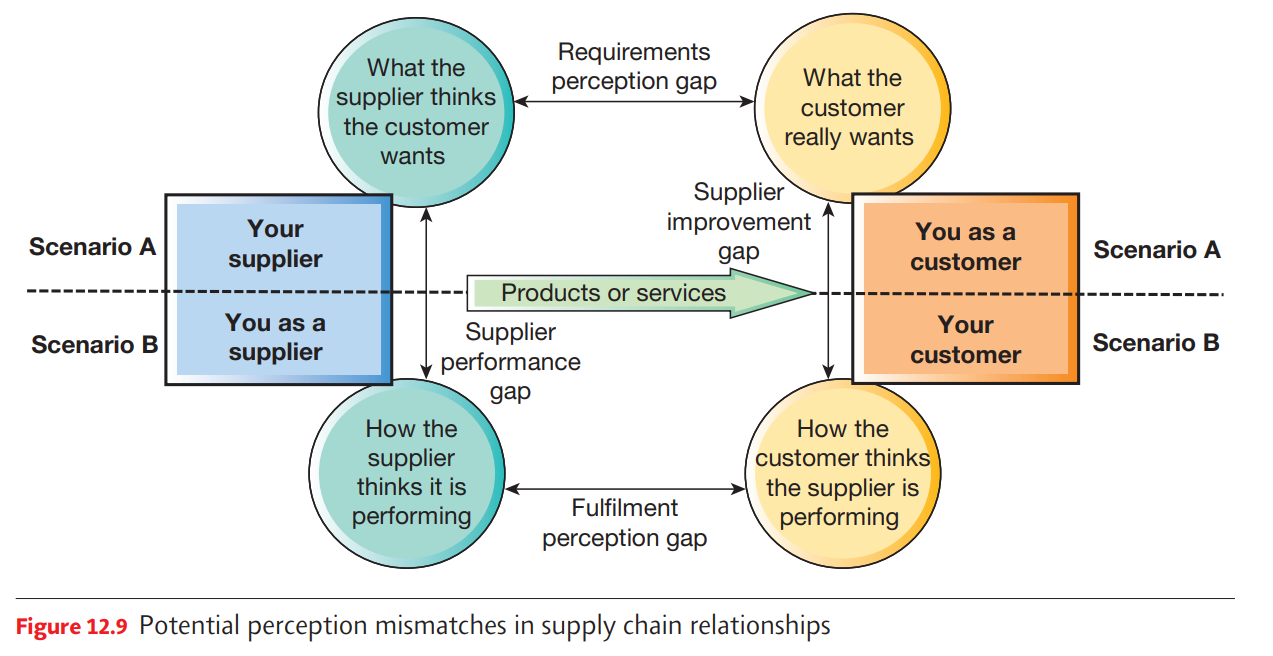 What the
supplier thinks
the customer
wants
Requirements
perception gap
What the
customer
really wants
Scenario A
Your
supplier
Supplier
improvement
gap
You as a
customer
Scenario A
Products or services
Scenario B
You as a
supplier
Supplier
performance
gap
Your
customer
Scenario B
How the
supplier
thinks it is
performing
Fulfilment
perception gap
How the
customer thinks
the supplier is
performing
Figure 12.9 Potential perception mismatches in supply chain relationships